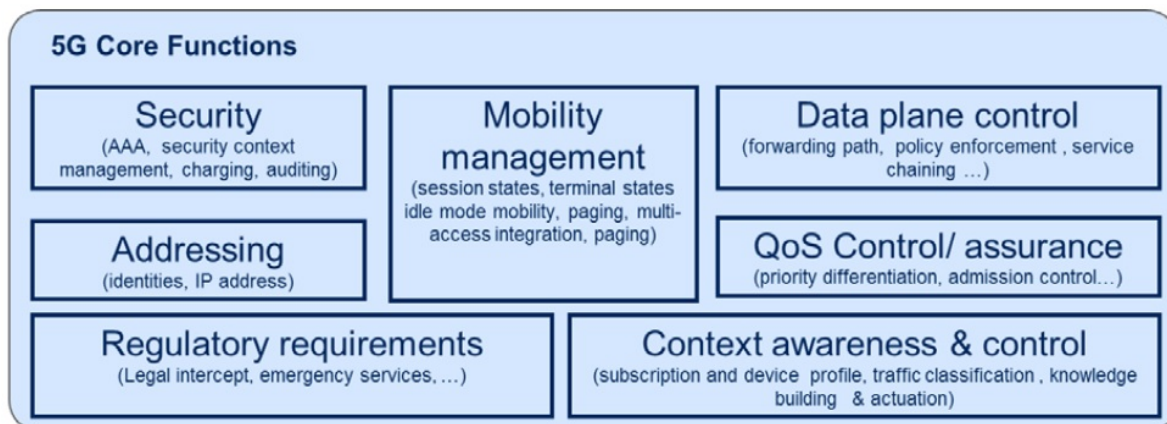 5G Core Functions
Security
(AAA, security context
management, charging, auditing)
Mobility
management
(session states, terminal states
idle mode mobility, paging, multi-
access integration, paging)
Data plane control
(forwarding path, policy enforcement , service
chaining ...)
Addressing
(identities, IP address)
QoS Control/ assurance
(priority differentiation, admission control...)
Regulatory requirements
(Legal intercept, emergency services, ...)
Context awareness & control
(subscription and device profile, traffic classification , knowledge
building & actuation)